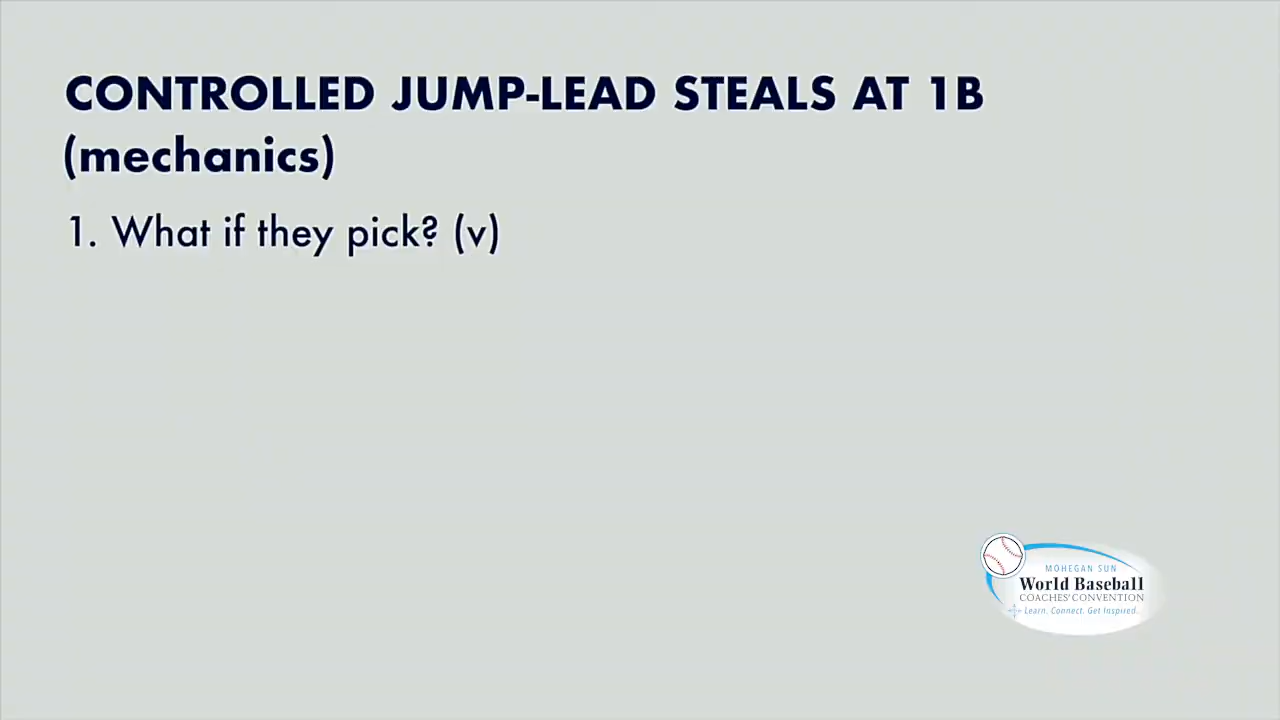 CONTROLLED JUMP-LEAD STEALS AT 1B
(mechanics)
1. What if they pick? (v)
MOHEGAN SUN
World Baseball
COACHES' CONVENTION
Learn. Connect. Get Inspired.